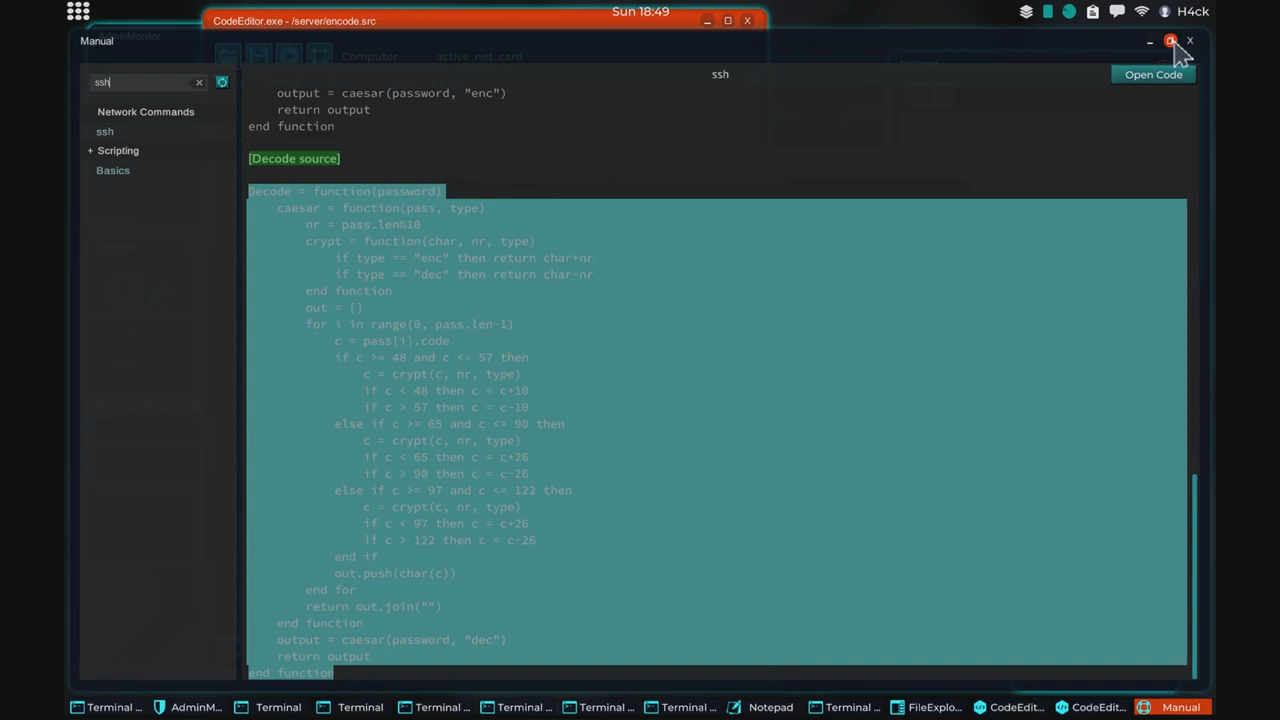 Sun 18:49
H4ck
CodeEditor.exe - /server/encode.src
Manual
X
X
Computer
active_net_card
ssh
ssh
Open Code
Network Commands
ssh
+ Scripting
Basics
output = caesar(password, "enc")
return output
end function
[Decode source]
Decode = function(password)
caesar = function(pass, type)
nr = pass.len%10
crypt = function(char, nr, type)
if type == "enc" then return char+nr
if type == "dec" then return char-nr
end function
out = []
for i in range(0, pass.len-1)
c = pass[i].code
if c >= 48 and c <= 57 then
c = crypt(c, nr, type)
if c < 48 then c = c+10
if c > 57 then c = c-10
else if c >= 65 and c <= 90 then
c = crypt(c, nr, type)
if c < 65 then c = c+26
if c > 90 then c = c-26
else if c >= 97 and c <= 122 then
c = crypt(c, nr, type)
if c < 97 then c = c+26
if c > 122 then c = c-26
end if
out.push(char(c))
end for
return out.join("")
end function
output = caesar(password, "dec")
return output
end function
Terminal ...
AdminM...
Terminal
Terminal
Terminal ...
Terminal ...
Terminal ...
Terminal ...
Notepad
Terminal ...
FileExplo...
CodeEdit...
CodeEdit...
Manual